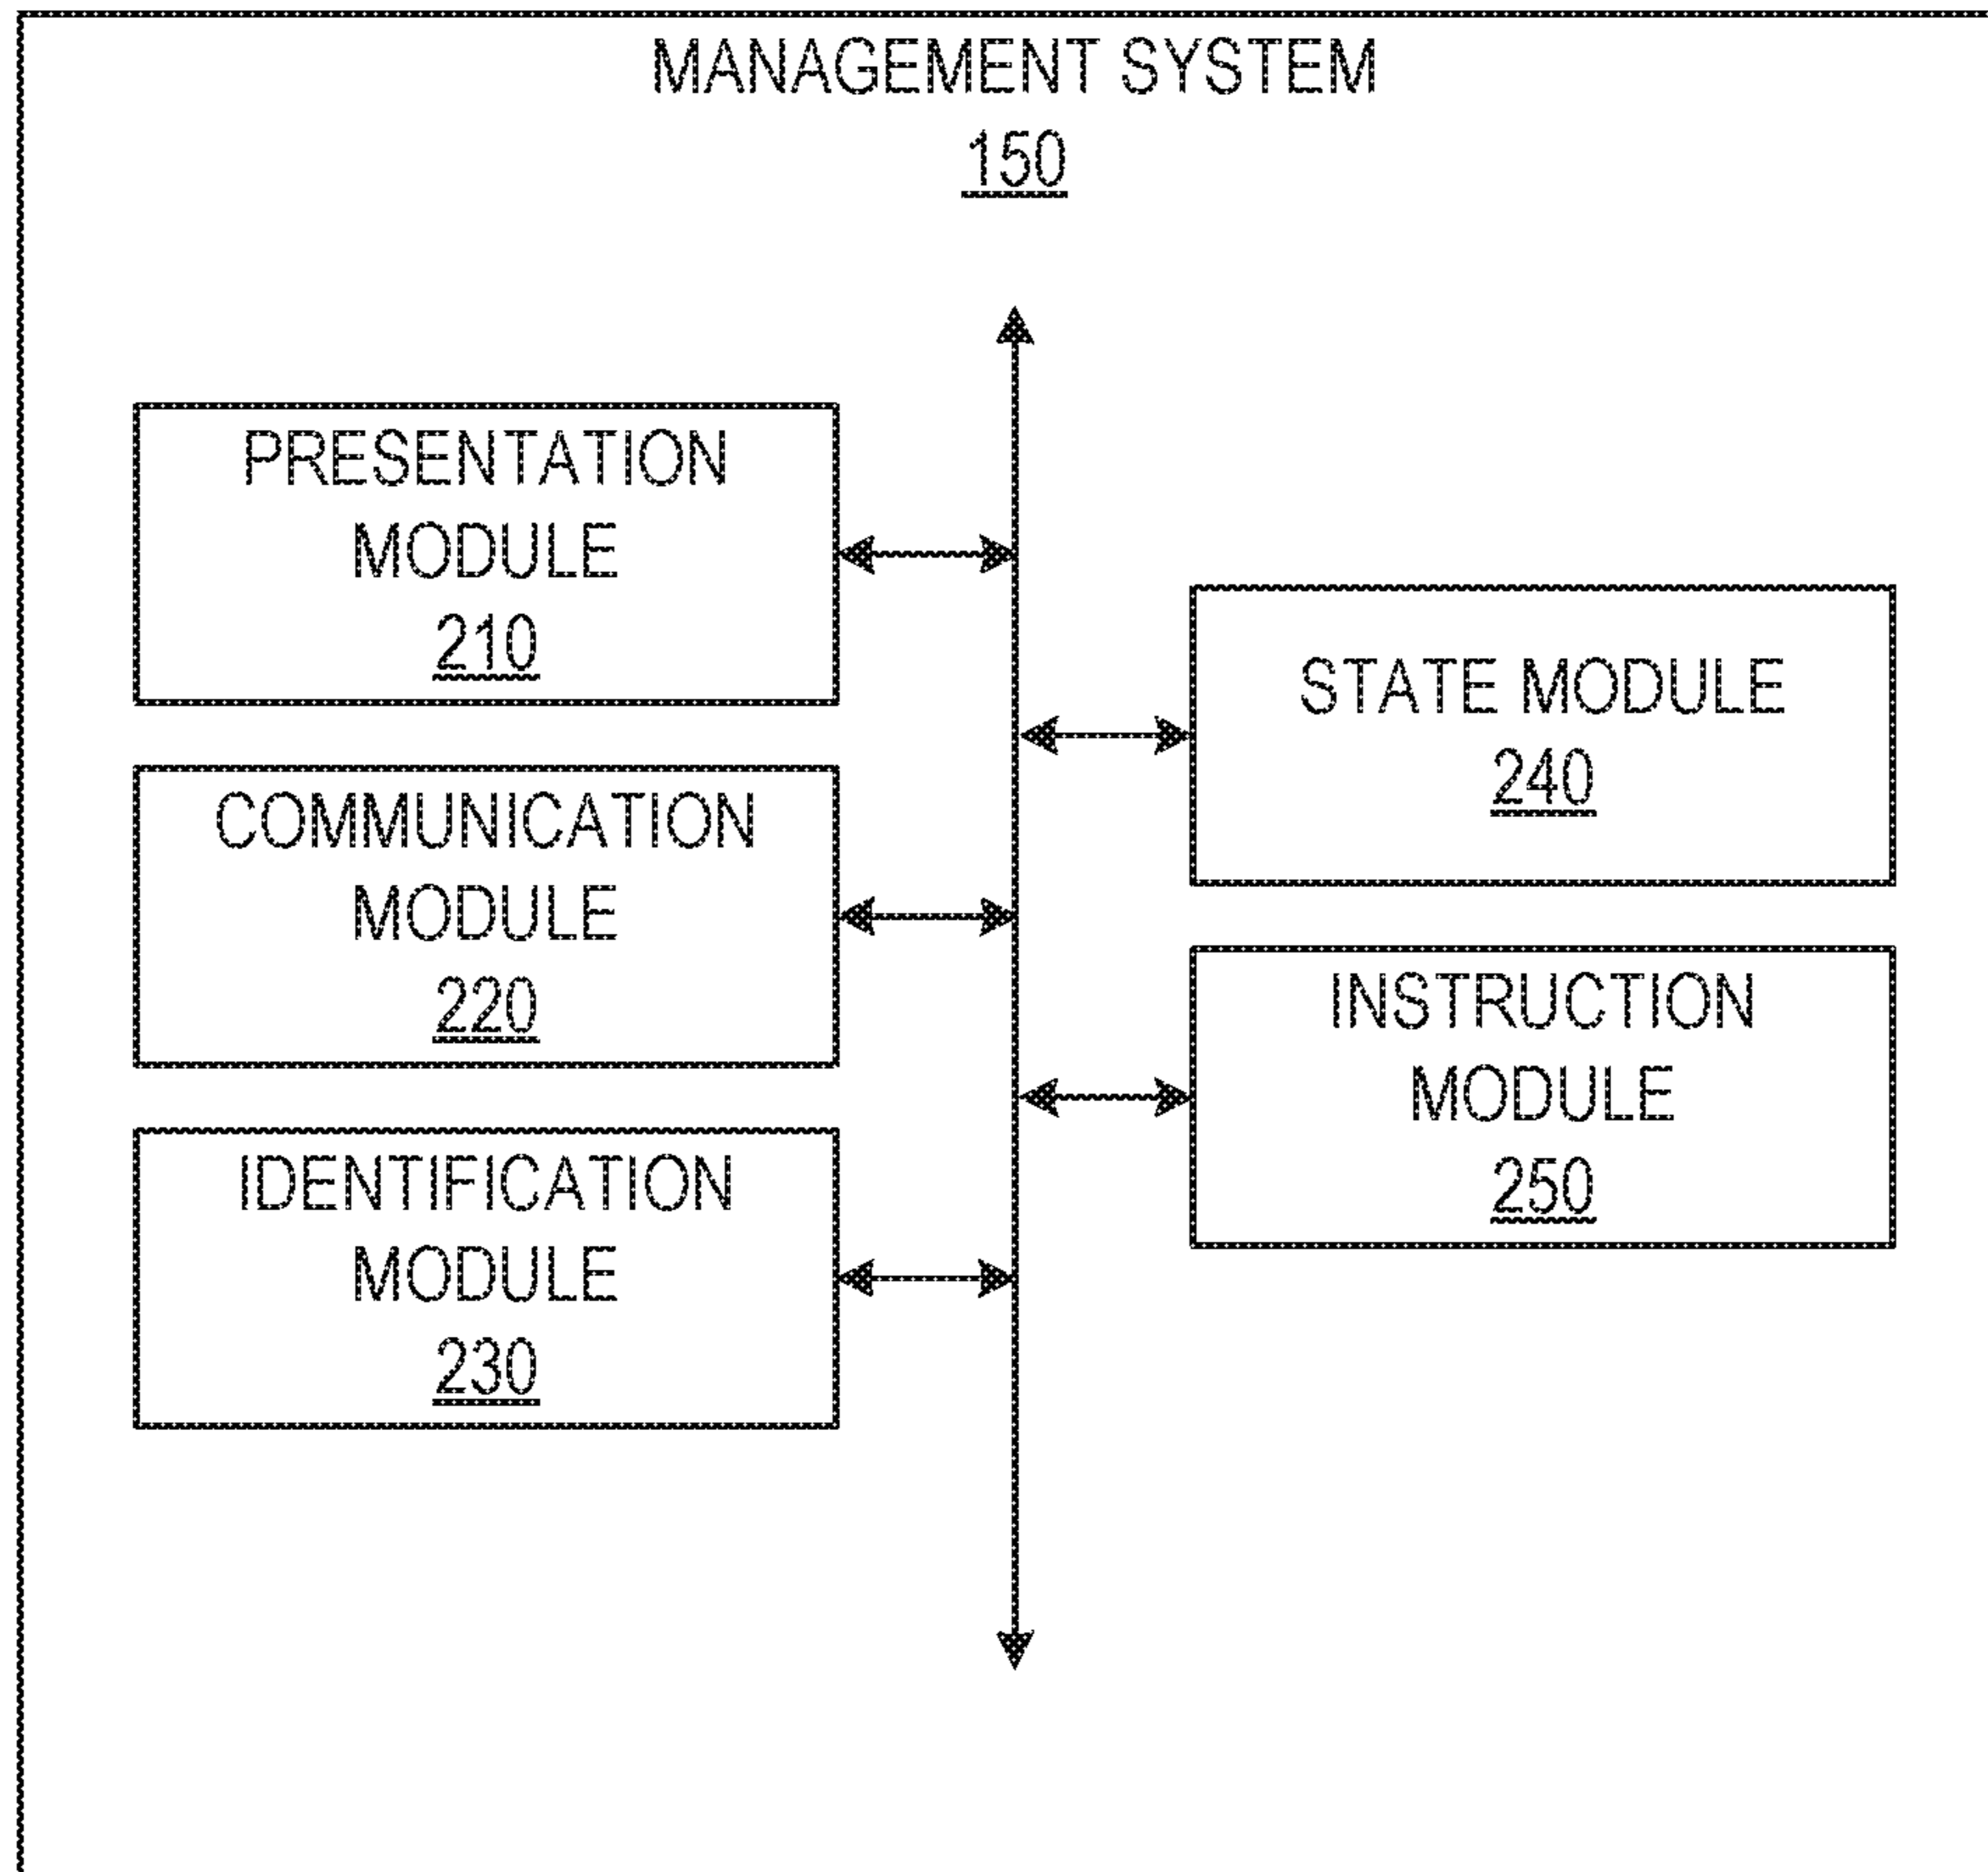 MANAGEMENT SYSTEM
150
PRESENTATION
MODULE
210
COMMUNICATION
MODULE
220
IDENTIFICATION
MODULE
230
STATE MODULE
240
INSTRUCTION
MODULE
250